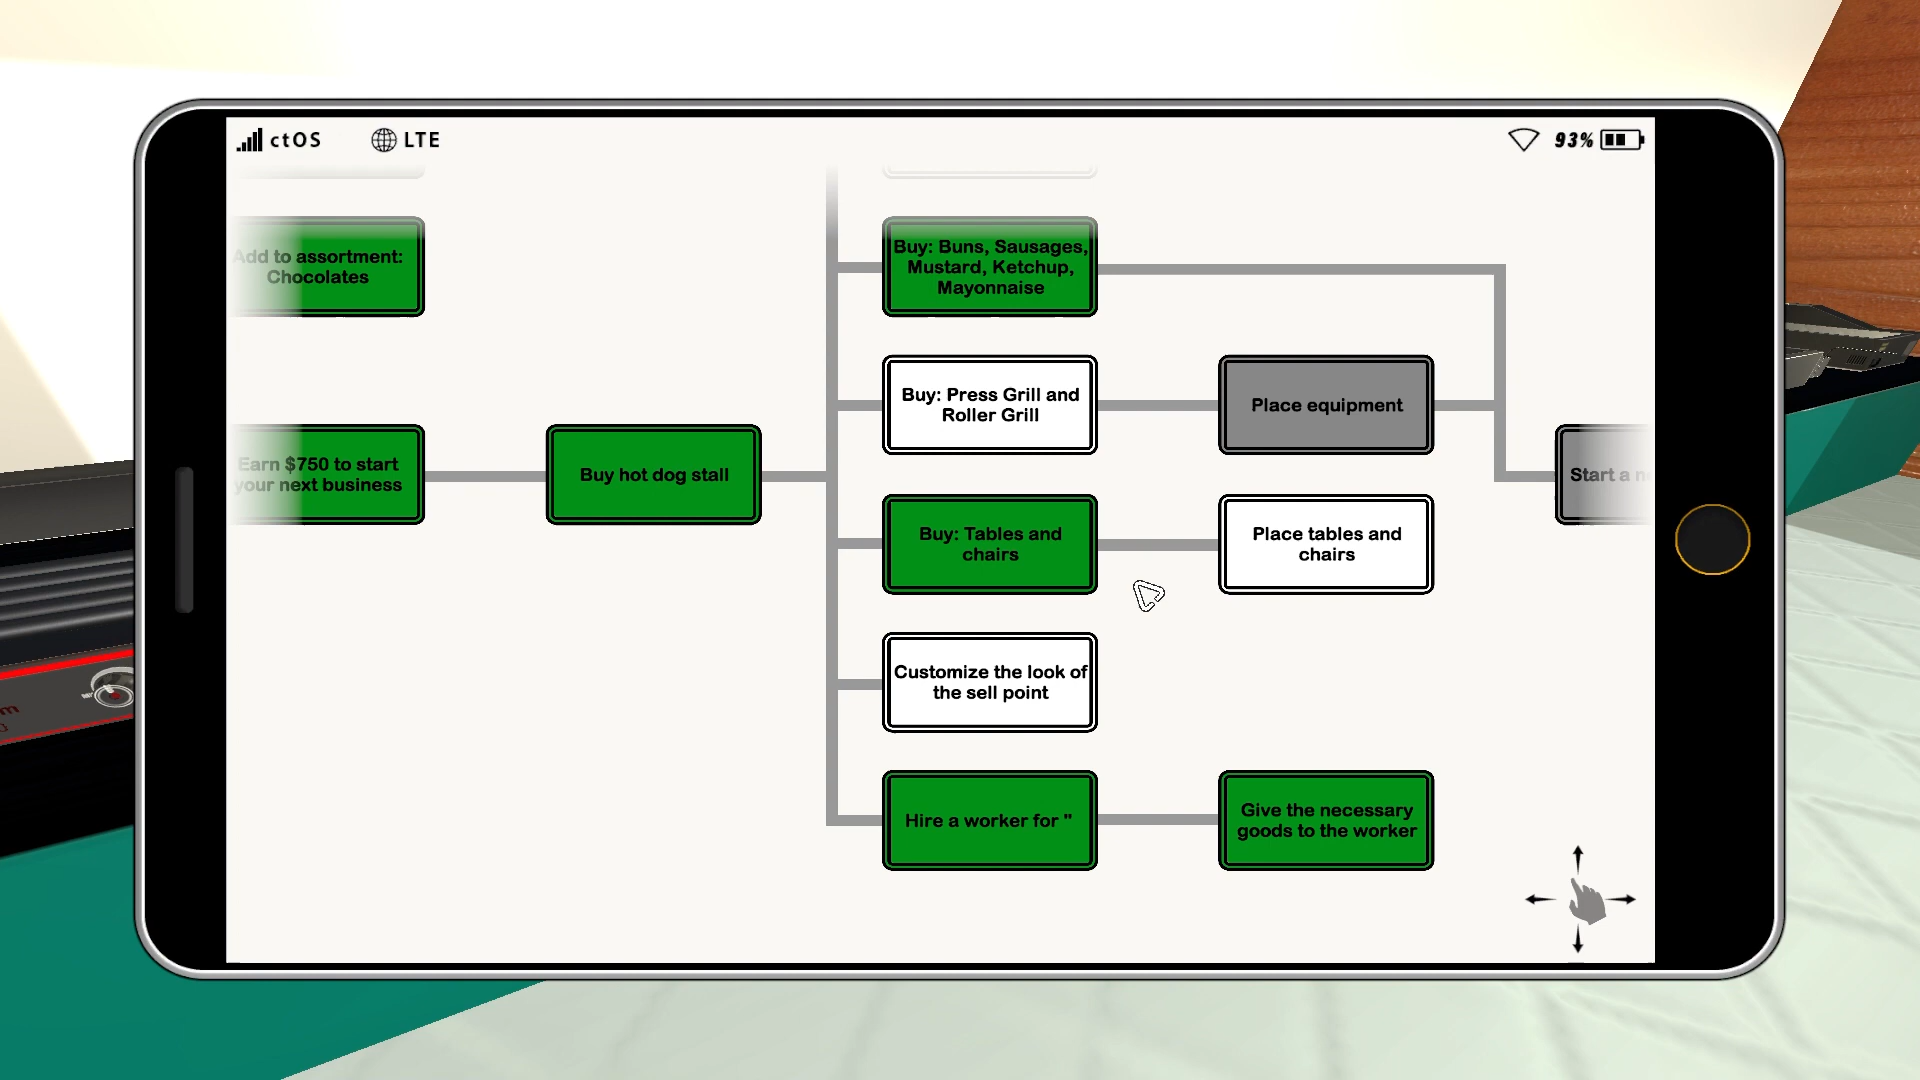 ctOS
LTE
93%
Add to assortment:
Chocolates
Buy: Buns, Sausages,
Mustard, Ketchup,
Mayonnaise
Buy: Press Grill and
Roller Grill
Place equipment
Earn $750 to start
your next business
Buy hot dog stall
Start a n
Buy: Tables and
chairs
Place tables and
chairs
Customize the look of
the sell point
Hire a worker for "
Give the necessary
goods to the worker